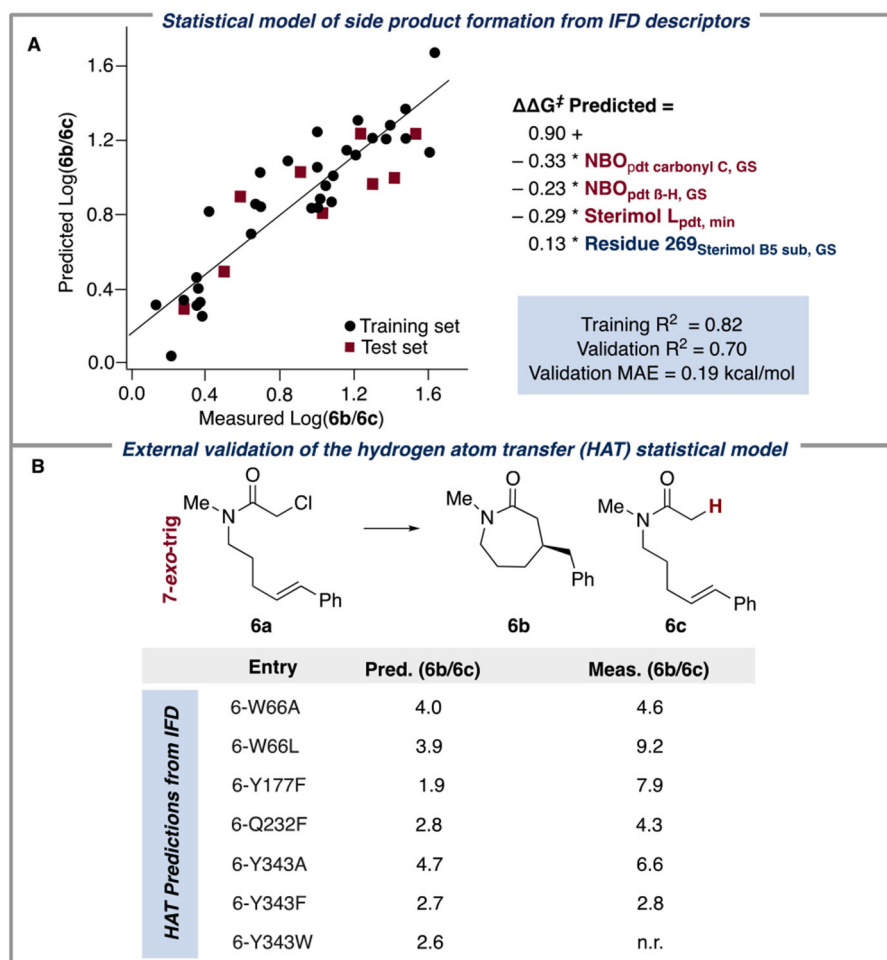 Statistical model of side product formation from IFD descriptors
A
Predicted Log(6b/6c)
1.6
1.2
0.8
0.4
0.0
0.0 0.4 0.8 1.2 1.6
Measured Log(6b/6c)
Training set
Test set
ΔΔG‡ Predicted =
0.90 +
– 0.33 * NBOpdt carbonyl C, GS
– 0.23 * NBOpdt ß-H, GS
– 0.29 * Sterimol Lpdt, min
0.13 * Residue 269Sterimol B5 sub, GS
Training R2 = 0.82
Validation R2 = 0.70
Validation MAE = 0.19 kcal/mol
External validation of the hydrogen atom transfer (HAT) statistical model
B
7-exo-trig
Me
N
O
Cl
Ph
6a
Me
N
O
Ph
6b
Me
N
O
H
Ph
6c
Entry Pred. (6b/6c) Meas. (6b/6c)
HAT Predictions from IFD
6-W66A 4.0 4.6
6-W66L 3.9 9.2
6-Y177F 1.9 7.9
6-Q232F 2.8 4.3
6-Y343A 4.7 6.6
6-Y343F 2.7 2.8
6-Y343W 2.6 n.r.